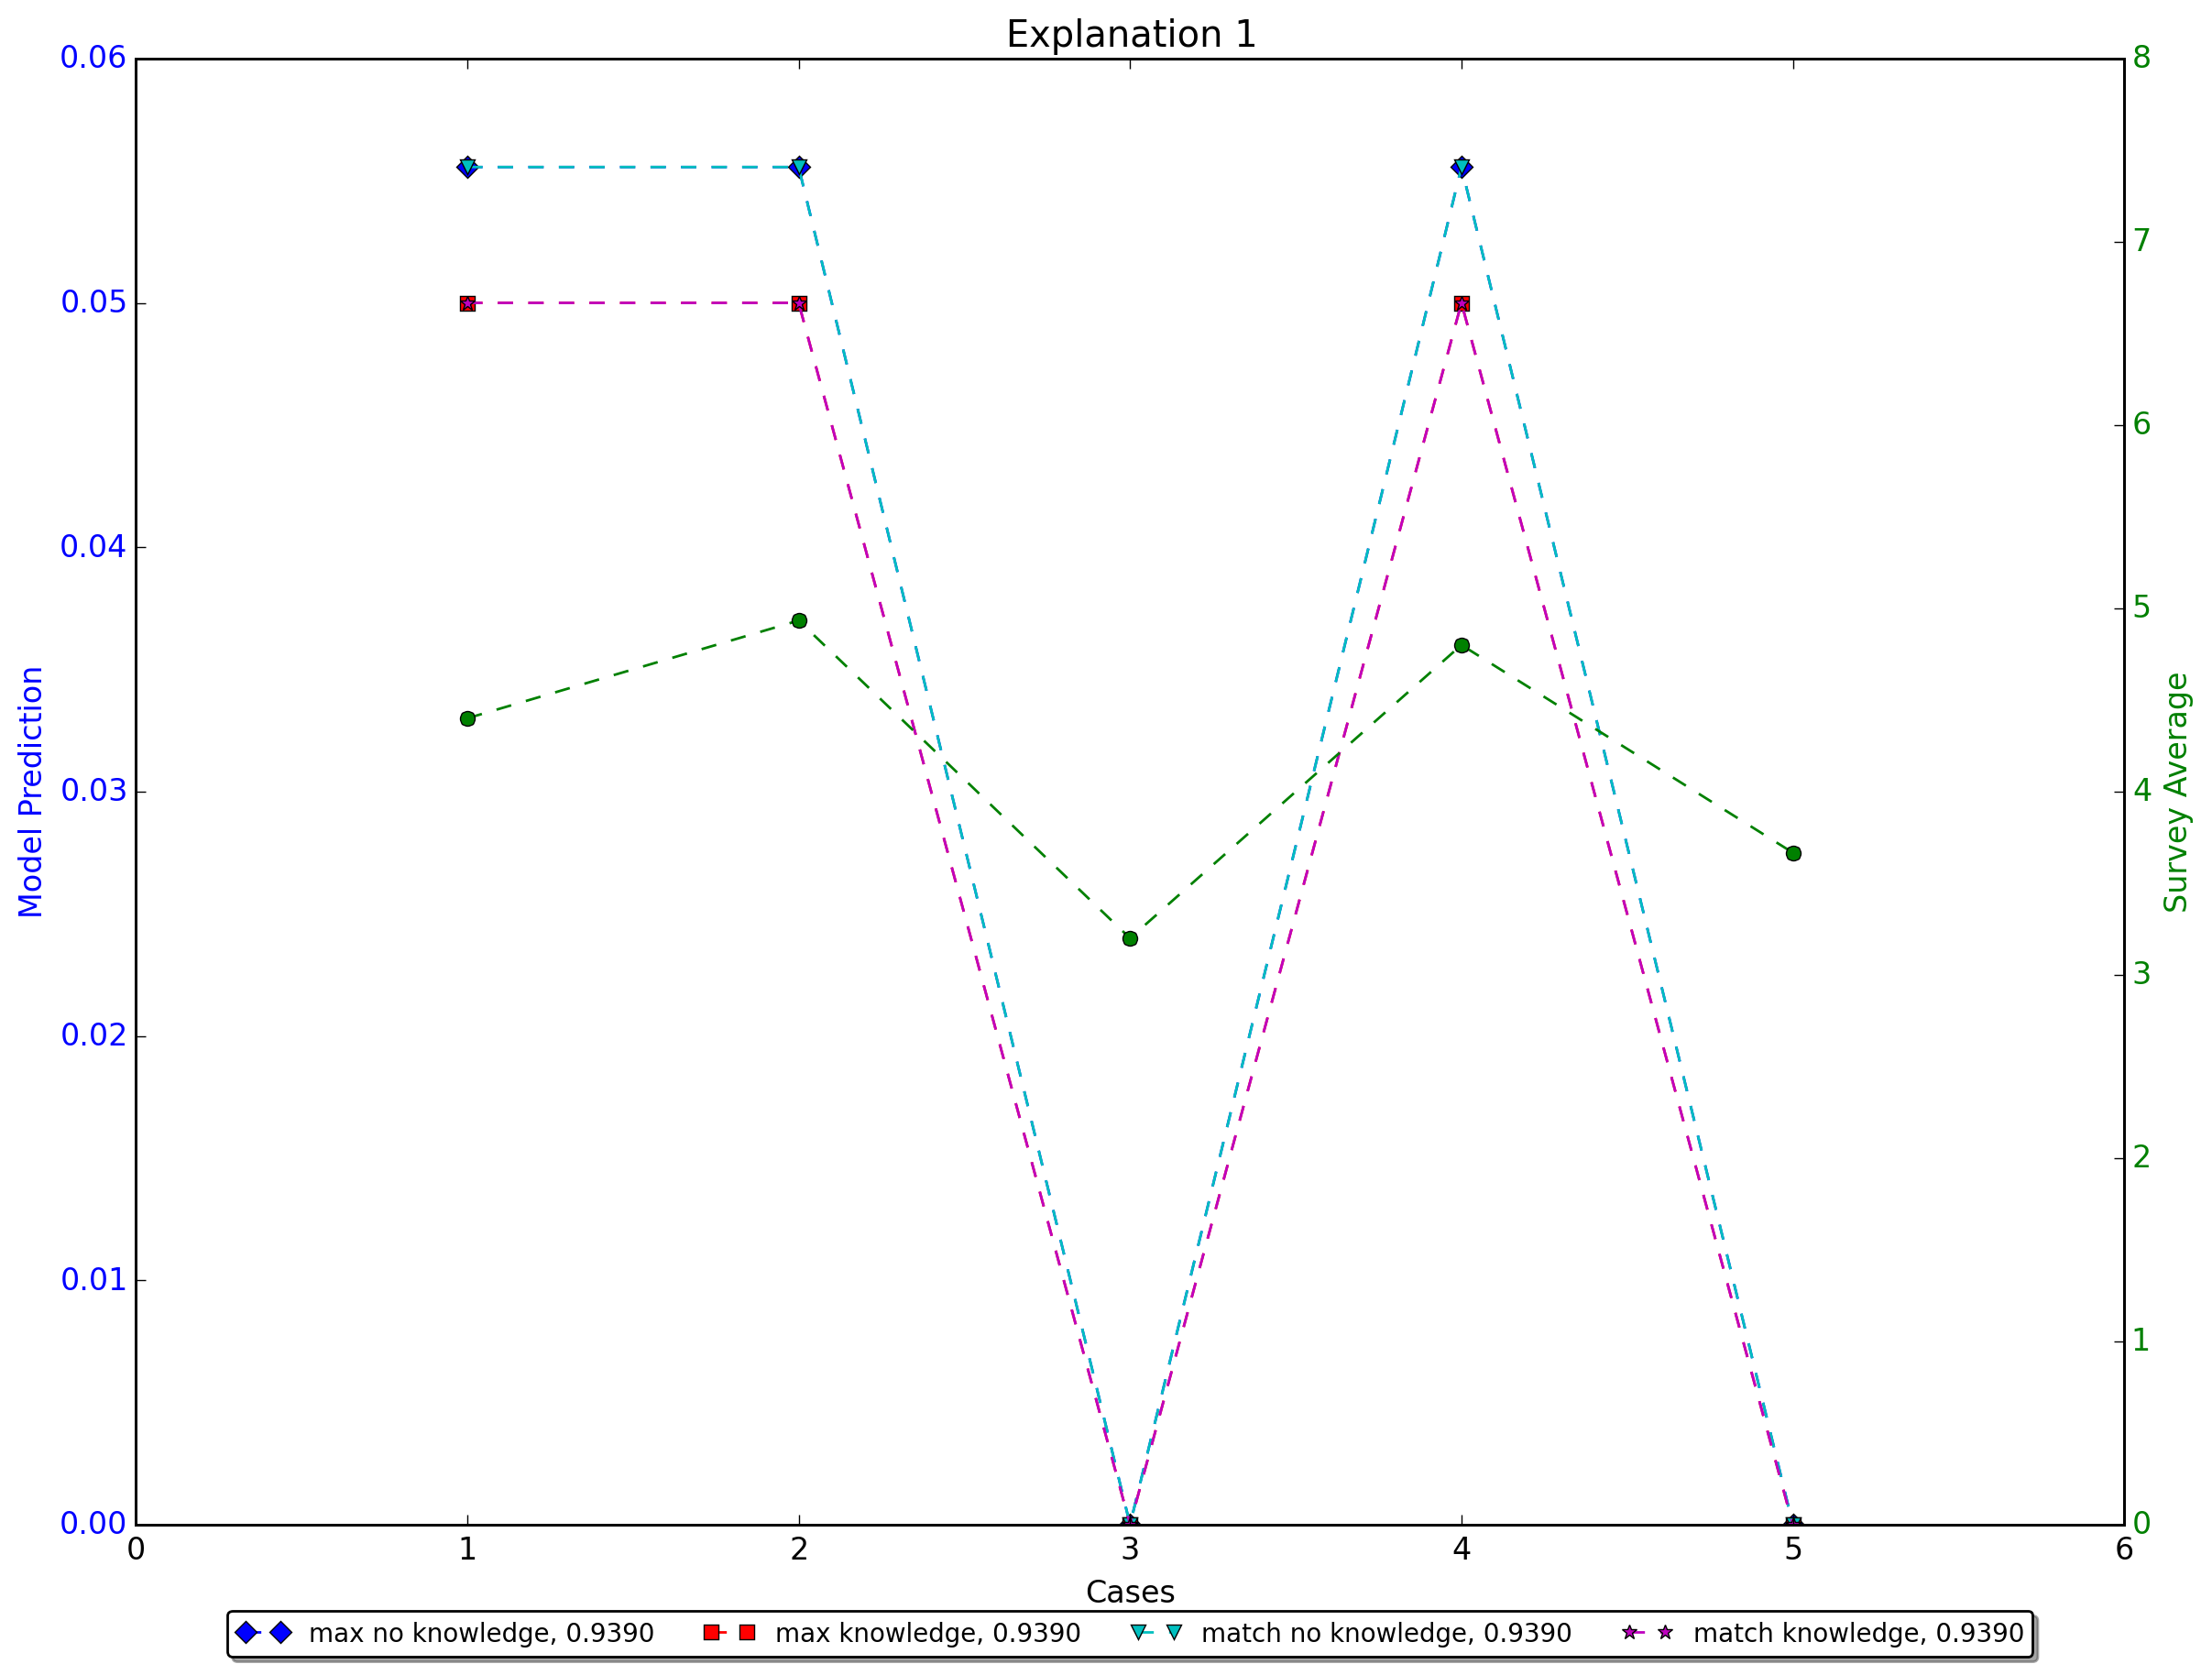 Explanation 1
0.06
0.05
0.04
0.03
0.02
0.01
0.00
Model Prediction
8
7
6
5
4
3
2
1
0
Survey Average
0 1 2 3 4 5 6
Cases
max no knowledge, 0.9390 max knowledge, 0.9390 match no knowledge, 0.9390 match knowledge, 0.9390